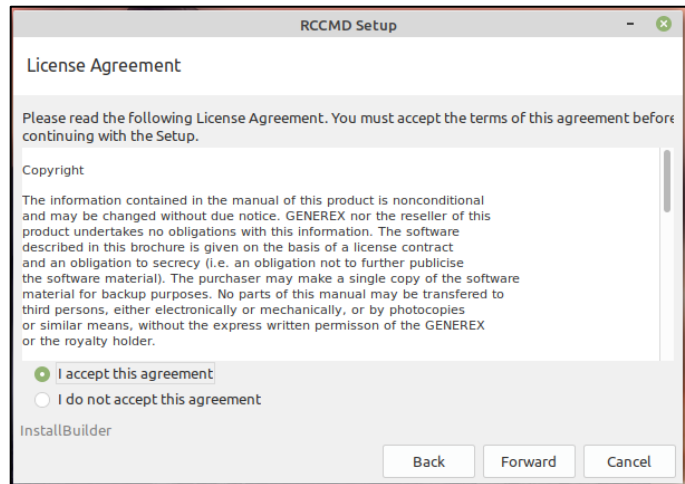 RCCMD Setup
License Agreement
Please read the following License Agreement. You must accept the terms of this agreement before
continuing with the Setup.
Copyright
The information contained in the manual of this product is nonconditional
and may be changed without due notice. GENEREX nor the reseller of this
product undertakes no obligations with this information. The software
described in this brochure is given on the basis of a license contract
and an obligation to secrecy (i.e. an obligation not to further publicise
the software material). The purchaser may make a single copy of the software
material for backup purposes. No parts of this manual may be transfered to
third persons, either electronically or mechanically, or by photocopies
or similar means, without the express written permisson of the GENEREX
or the royalty holder.
I accept this agreement
I do not accept this agreement
InstallBuilder
Back Forward Cancel